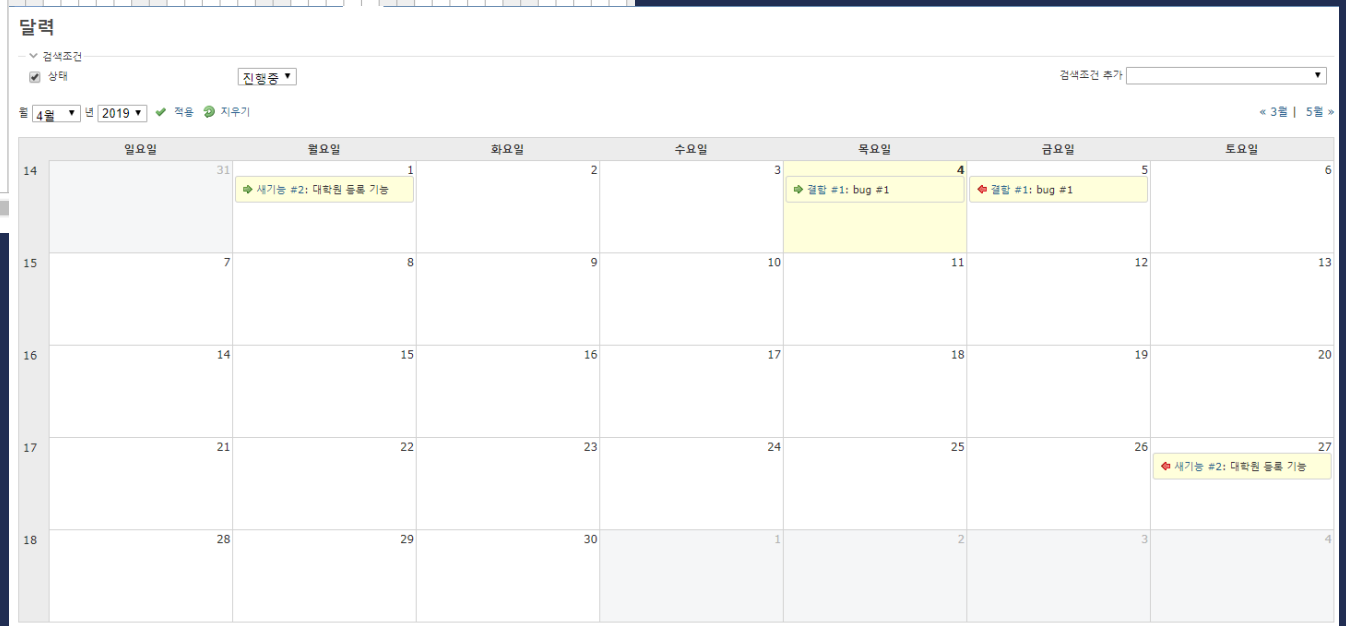 달력
검색조건
상태 진행중 검색조건 추가
월 4월 년 2019 적용 지우기 « 3월 | 5월 »
일요일 월요일 화요일 수요일 목요일 금요일 토요일
14 31 1 2 3 4 5 6
새기능 #2: 대학원 등록 기능 결함 #1: bug #1 결함 #1: bug #1
15 7 8 9 10 11 12 13
16 14 15 16 17 18 19 20
17 21 22 23 24 25 26 27
새기능 #2: 대학원 등록 기능
18 28 29 30 1 2 3 4